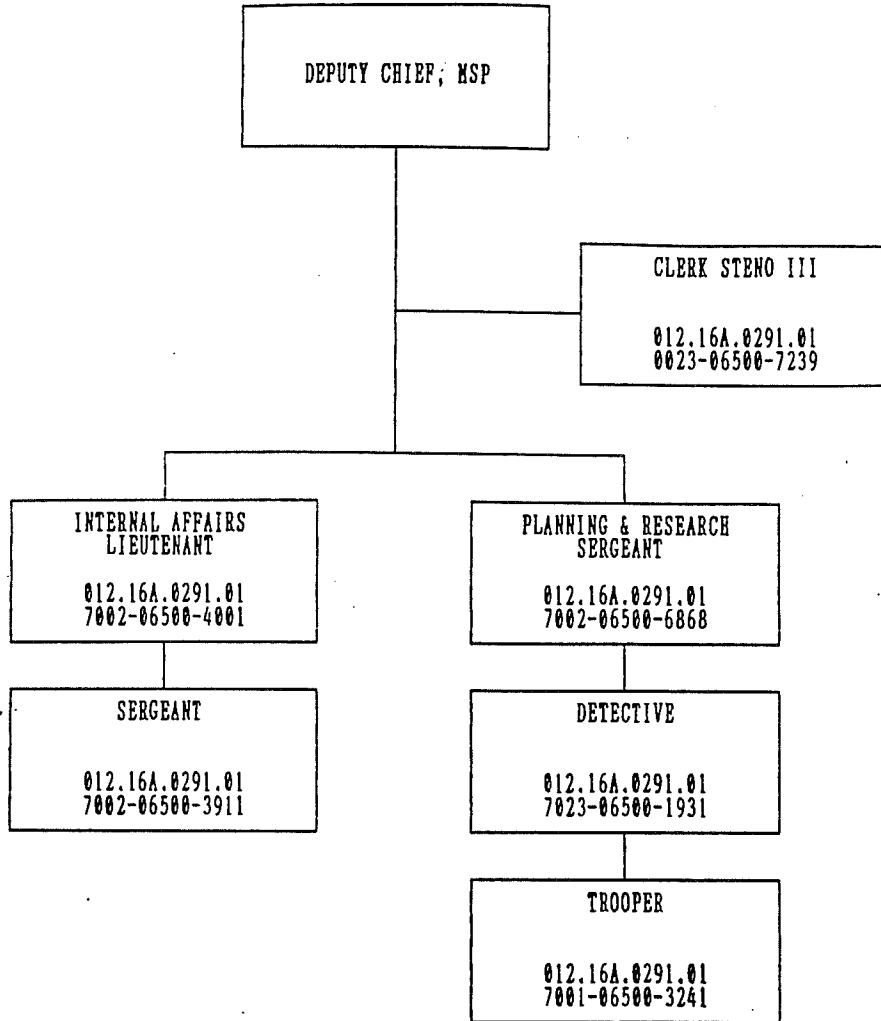 DEPUTY CHIEF, MSP
CLERK STENO III
012.16A.0291.01
0023-06500-7239
INTERNAL AFFAIRS
LIEUTENANT
012.16A.0291.01
7002-06500-4001
PLANNING & RESEARCH
SERGEANT
012.16A.0291.01
7002-06500-6868
SERGEANT
012.16A.0291.01
7002-06500-3911
DETECTIVE
012.16A.0291.01
7023-06500-1931
TROOPER
012.16A.0291.01
7001-06500-3241